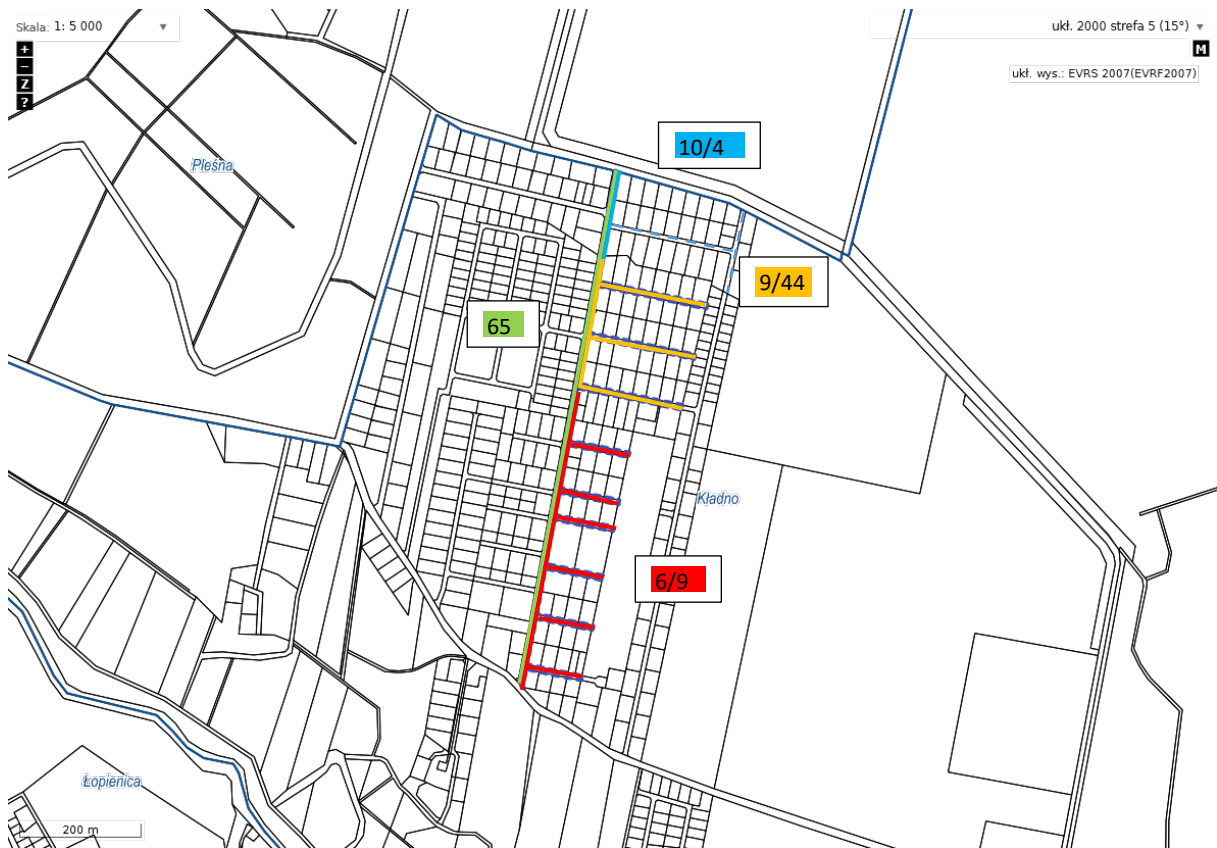 Skala: 1: 5 000
ukł. 2000 strefa 5 (15°)
+
−
Z
?
M
ukł. wys.: EVRS 2007(EVRF2007)
10/4
Pleśna
9/44
65
Kładno
6/9
Łopienica
200 m